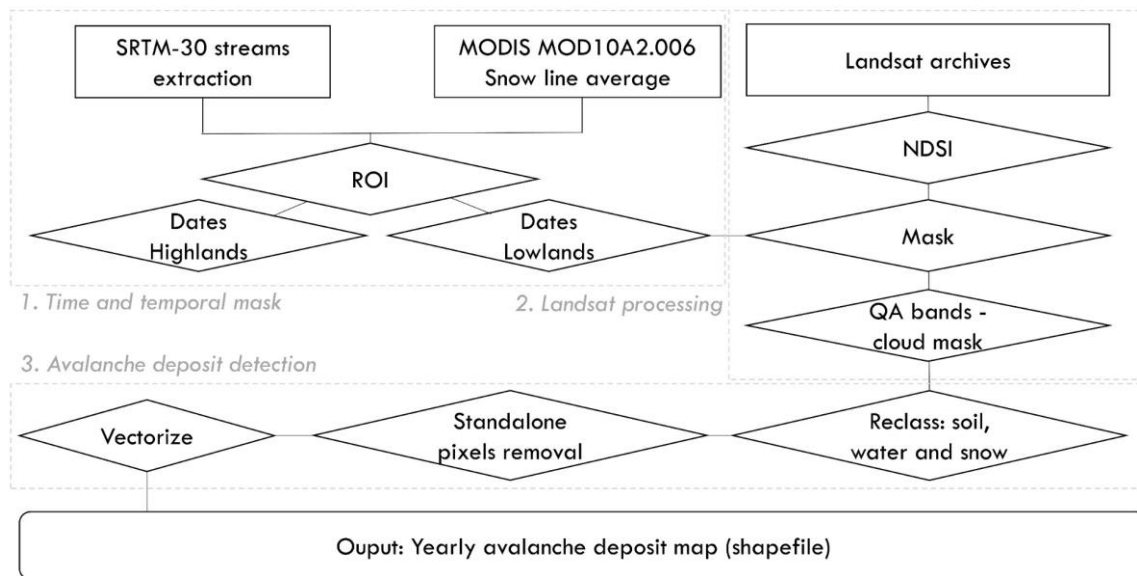 SRTM-30 streams
extraction
MODIS MOD10A2.006
Snow line average
Landsat archives
NDSI
ROI
Dates
Highlands
Dates
Lowlands
Mask
1. Time and temporal mask
2. Landsat processing
QA bands -
cloud mask
3. Avalanche deposit detection
Vectorize
Standalone
pixels removal
Reclass: soil,
water and snow
Ouput: Yearly avalanche deposit map (shapefile)